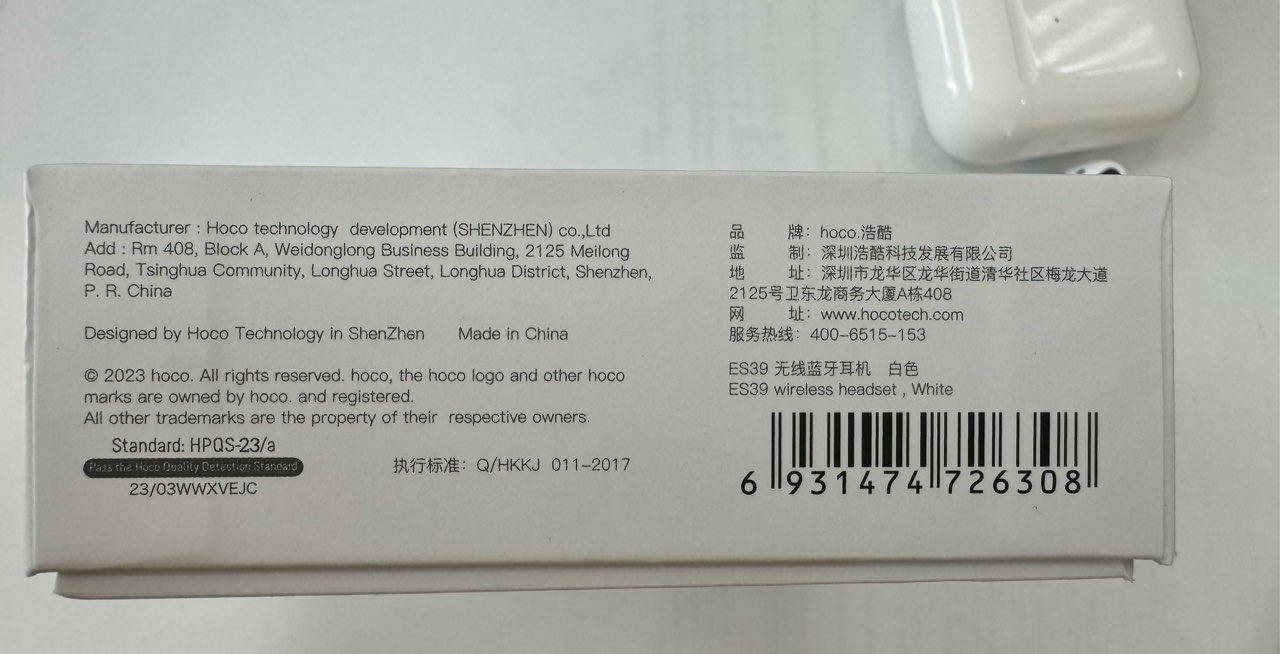 Manufacturer : Hoco technology development (SHENZHEN) co.,Ltd
Add : Rm 408, Block A, Weidonglong Business Building, 2125 Meilong
Road, Tsinghua Community, Longhua Street, Longhua District, Shenzhen,
P. R. China
Designed by Hoco Technology in ShenZhen Made in China
© 2023 hoco. All rights reserved. hoco, the hoco logo and other hoco
marks are owned by hoco. and registered.
All other trademarks are the property of their respective owners.
Standard: HPQS-23/a
Pass the Hoco Quality Detection Standard
23/03WWXVEJC
执行标准：Q/HKKJ 011-2017
品 牌：hoco.浩酷
监 制：深圳浩酷科技发展有限公司
地 址：深圳市龙华区龙华街道清华社区梅龙大道
2125号卫东龙商务大厦A栋408
网 址：www.hocotech.com
服务热线：400-6515-153
ES39 无线蓝牙耳机 白色
ES39 wireless headset , White
6 931474 726308